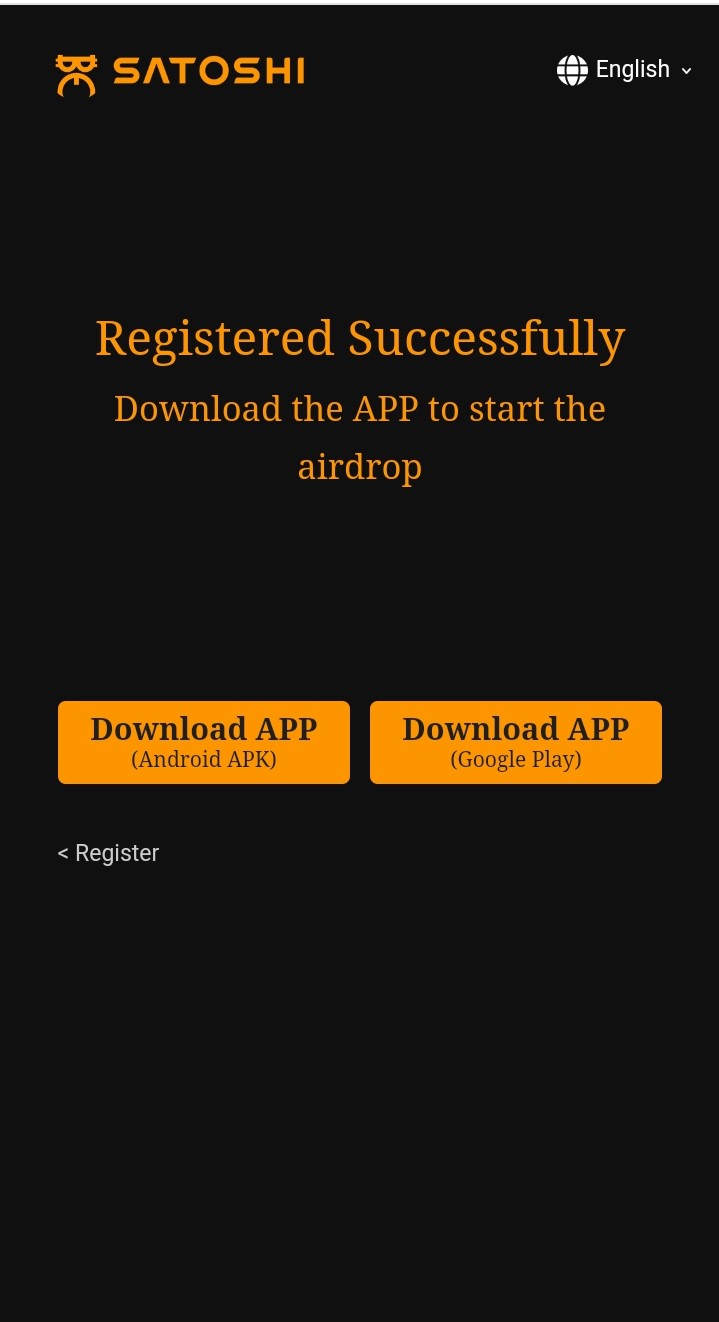 SATOSHI
English
Registered Successfully
Download the APP to start the
airdrop
Download APP
(Android APK)
Download APP
(Google Play)
< Register